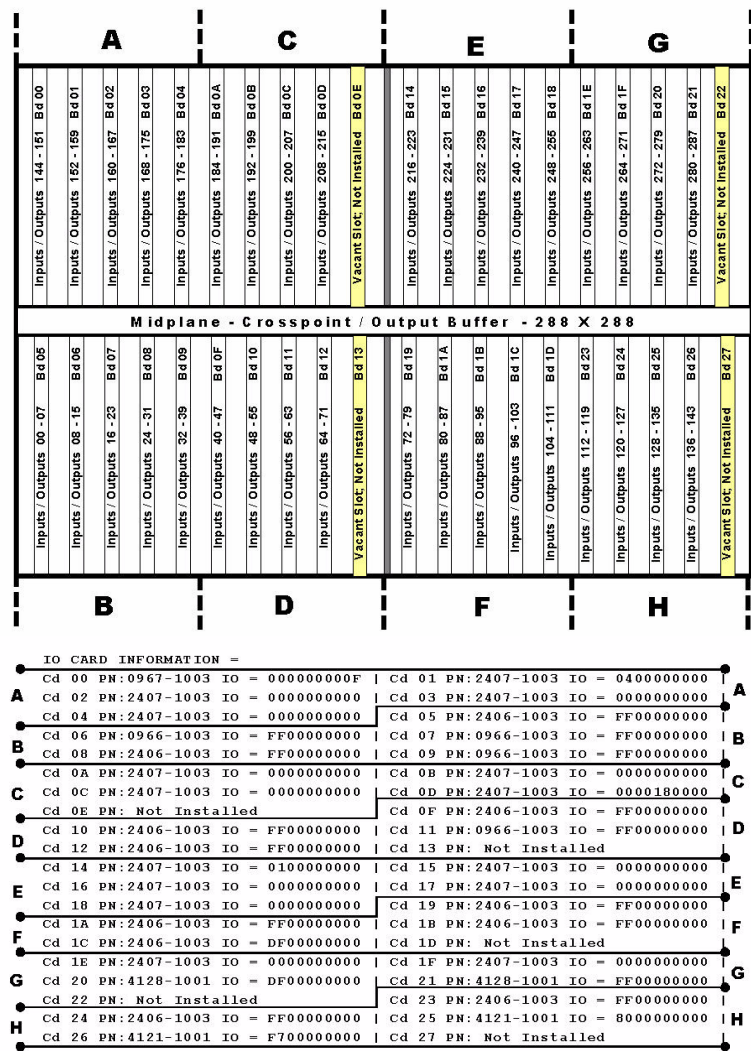 A C E G
Bd 00 Inputs / Outputs 144 - 151
Bd 01 Inputs / Outputs 152 - 159
Bd 02 Inputs / Outputs 160 - 167
Bd 03 Inputs / Outputs 168 - 175
Bd 04 Inputs / Outputs 176 - 183
Bd 0A Inputs / Outputs 184 - 191
Bd 0B Inputs / Outputs 192 - 199
Bd 0C Inputs / Outputs 200 - 207
Bd 0D Inputs / Outputs 208 - 215
Bd 0E Vacant Slot; Not Installed
Bd 14 Inputs / Outputs 216 - 223
Bd 15 Inputs / Outputs 224 - 231
Bd 16 Inputs / Outputs 232 - 239
Bd 17 Inputs / Outputs 240 - 247
Bd 18 Inputs / Outputs 248 - 255
Bd 1E Inputs / Outputs 256 - 263
Bd 1F Inputs / Outputs 264 - 271
Bd 20 Inputs / Outputs 272 - 279
Bd 21 Inputs / Outputs 280 - 287
Bd 22 Vacant Slot; Not Installed
Midplane - Crosspoint / Output Buffer - 288 X 288
Bd 05 Inputs / Outputs 00 - 07
Bd 06 Inputs / Outputs 08 - 15
Bd 07 Inputs / Outputs 16 - 23
Bd 08 Inputs / Outputs 24 - 31
Bd 09 Inputs / Outputs 32 - 39
Bd 0F Inputs / Outputs 40 - 47
Bd 10 Inputs / Outputs 48 - 55
Bd 11 Inputs / Outputs 56 - 63
Bd 12 Inputs / Outputs 64 - 71
Bd 13 Vacant Slot; Not Installed
Bd 19 Inputs / Outputs 72 - 79
Bd 1A Inputs / Outputs 80 - 87
Bd 1B Inputs / Outputs 88 - 95
Bd 1C Inputs / Outputs 96 - 103
Bd 1D Inputs / Outputs 104 - 111
Bd 23 Inputs / Outputs 112 - 119
Bd 24 Inputs / Outputs 120 - 127
Bd 25 Inputs / Outputs 128 - 135
Bd 26 Inputs / Outputs 136 - 143
Bd 27 Vacant Slot; Not Installed
B D F H
IO CARD INFORMATION =
Cd 00 PN:0967-1003 IO = 000000000F | Cd 01 PN:2407-1003 IO = 0400000000 |
A Cd 02 PN:2407-1003 IO = 0000000000 | Cd 03 PN:2407-1003 IO = 0000000000 | A
Cd 04 PN:2407-1003 IO = 0000000000 | Cd 05 PN:2406-1003 IO = FF00000000 |
B Cd 06 PN:0966-1003 IO = FF00000000 | Cd 07 PN:0966-1003 IO = FF00000000 | B
Cd 08 PN:2406-1003 IO = FF00000000 | Cd 09 PN:0966-1003 IO = FF00000000 |
Cd 0A PN:2407-1003 IO = 0000000000 | Cd 0B PN:2407-1003 IO = 0000000000 |
C Cd 0C PN:2407-1003 IO = 0000000000 | Cd 0D PN:2407-1003 IO = 0000180000 | C
Cd 0E PN: Not Installed | Cd 0F PN:2406-1003 IO = FF00000000 |
D Cd 10 PN:2406-1003 IO = FF00000000 | Cd 11 PN:0966-1003 IO = FF00000000 | D
Cd 12 PN:2406-1003 IO = FF00000000 | Cd 13 PN: Not Installed |
Cd 14 PN:2407-1003 IO = 0100000000 | Cd 15 PN:2407-1003 IO = 0000000000 |
E Cd 16 PN:2407-1003 IO = 0000000000 | Cd 17 PN:2407-1003 IO = 0000000000 | E
Cd 18 PN:2407-1003 IO = 0000000000 | Cd 19 PN:2406-1003 IO = FF00000000 |
F Cd 1A PN:2406-1003 IO = FF00000000 | Cd 1B PN:2406-1003 IO = FF00000000 | F
Cd 1C PN:2406-1003 IO = DF00000000 | Cd 1D PN: Not Installed |
Cd 1E PN:2407-1003 IO = 0000000000 | Cd 1F PN:2407-1003 IO = 0000000000 |
G Cd 20 PN:4128-1001 IO = DF00000000 | Cd 21 PN:4128-1001 IO = FF00000000 | G
Cd 22 PN: Not Installed | Cd 23 PN:2406-1003 IO = FF00000000 |
H Cd 24 PN:2406-1003 IO = FF00000000 | Cd 25 PN:4121-1001 IO = 8000000000 | H
Cd 26 PN:4121-1001 IO = F700000000 | Cd 27 PN: Not Installed |